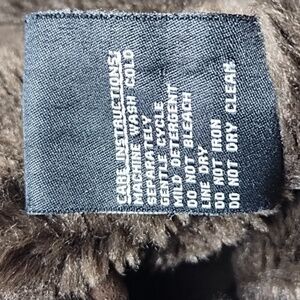 CARE INSTRUCTIONS:
MACHINE WASH COLD
SEPARATELY
GENTLE CYCLE
MILD DETERGENT
DO NOT BLEACH
LINE DRY
DO NOT IRON
DO NOT DRY CLEAN